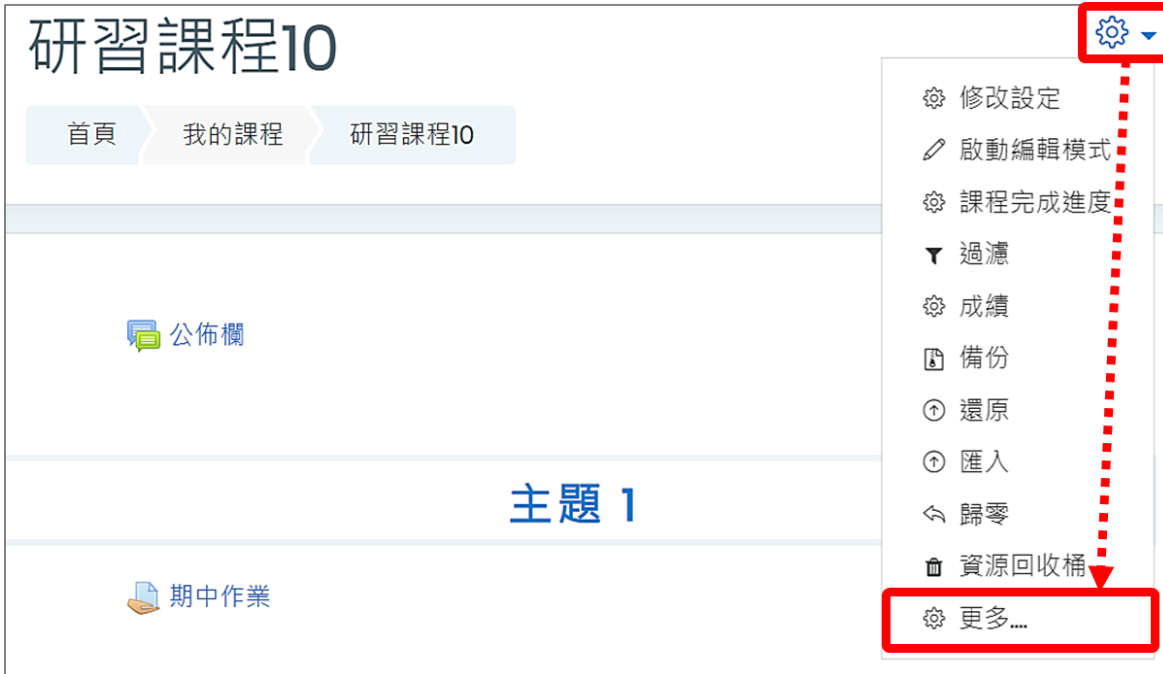 研習課程10
首頁
我的課程
研習課程10
修改設定
啟動編輯模式
課程完成進度
過濾
成績
備份
還原
匯入
歸零
資源回收桶
更多....
公佈欄
主題 1
期中作業